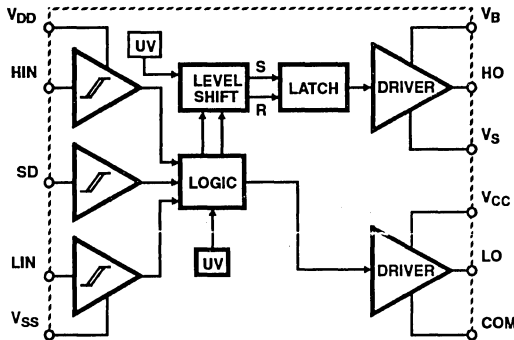 VDD
HIN
SD
LIN
VSS
UV
LEVEL
SHIFT
S
R
LATCH
DRIVER
LOGIC
UV
DRIVER
VB
HO
VS
VCC
LO
COM